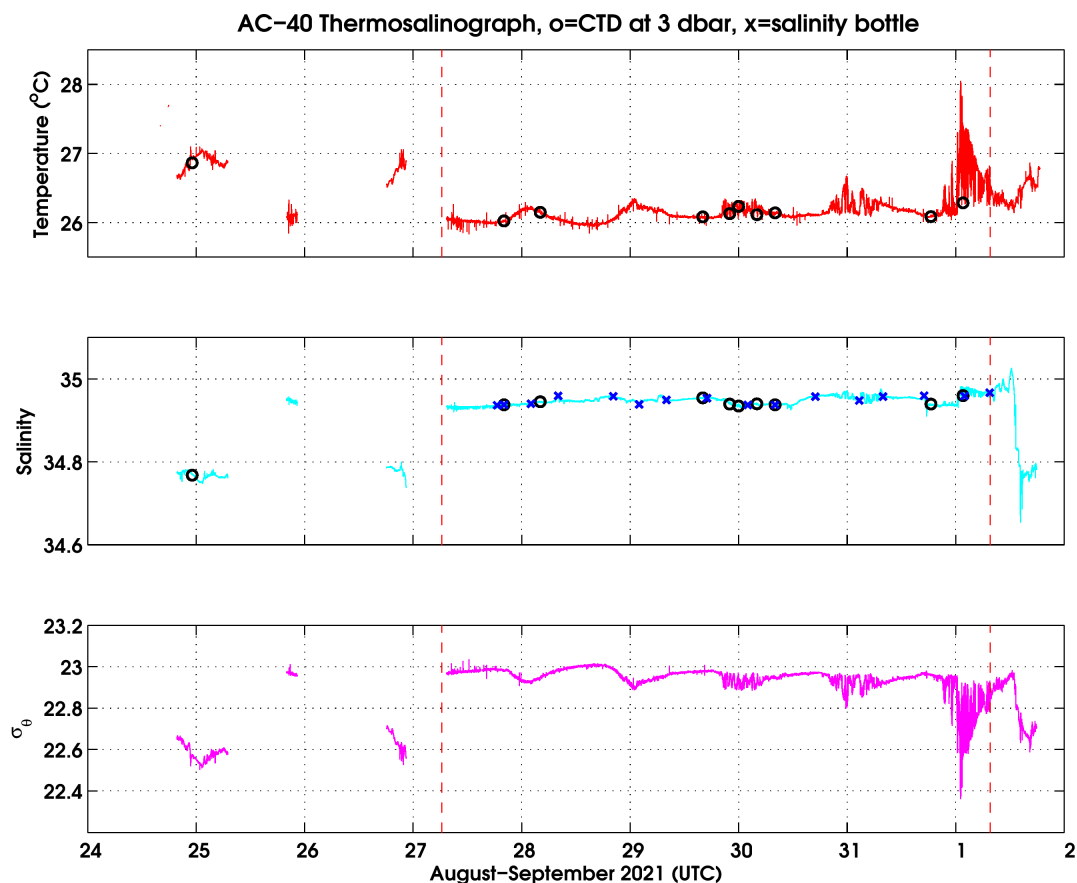 AC−40 Thermosalinograph, o=CTD at 3 dbar, x=salinity bottle
Temperature (°C)
28
27
26
Salinity
35
34.8
34.6
σθ
23.2
23
22.8
22.6
22.4
24 25 26 27 28 29 30 31 1 2
August−September 2021 (UTC)